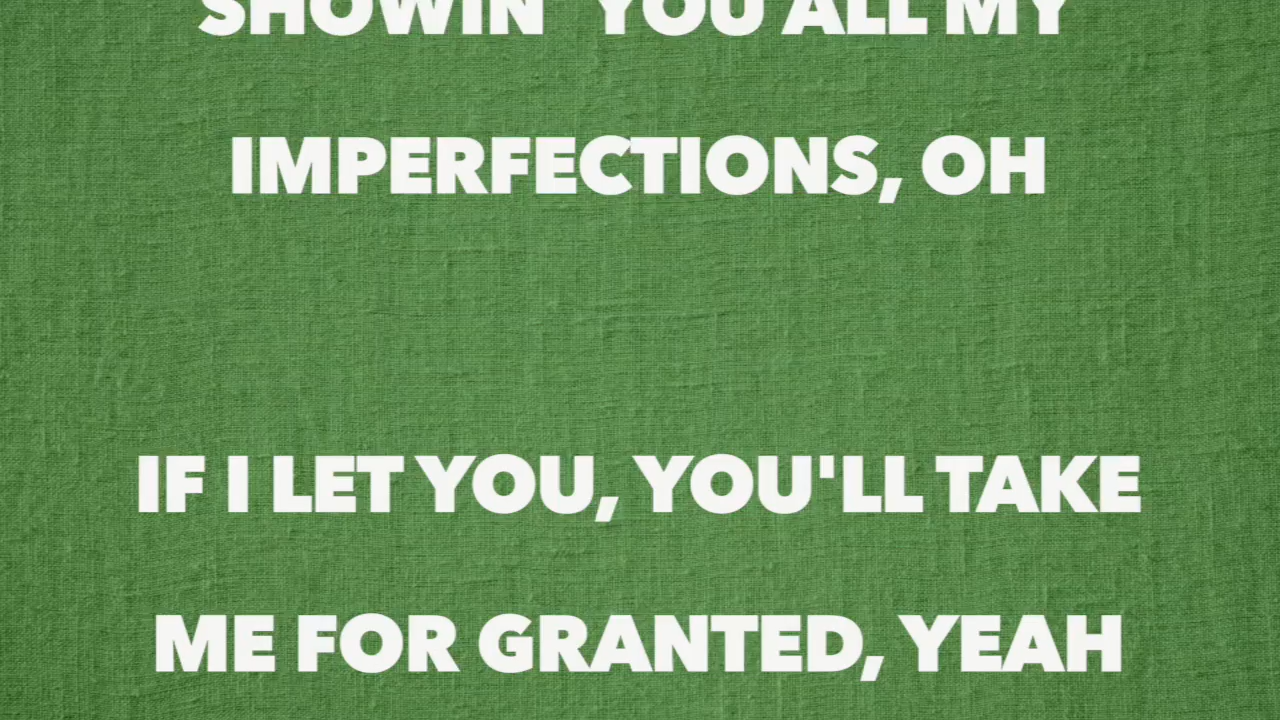 SHOWIN' YOU ALL MY
IMPERFECTIONS, OH
IF I LET YOU, YOU'LL TAKE
ME FOR GRANTED, YEAH